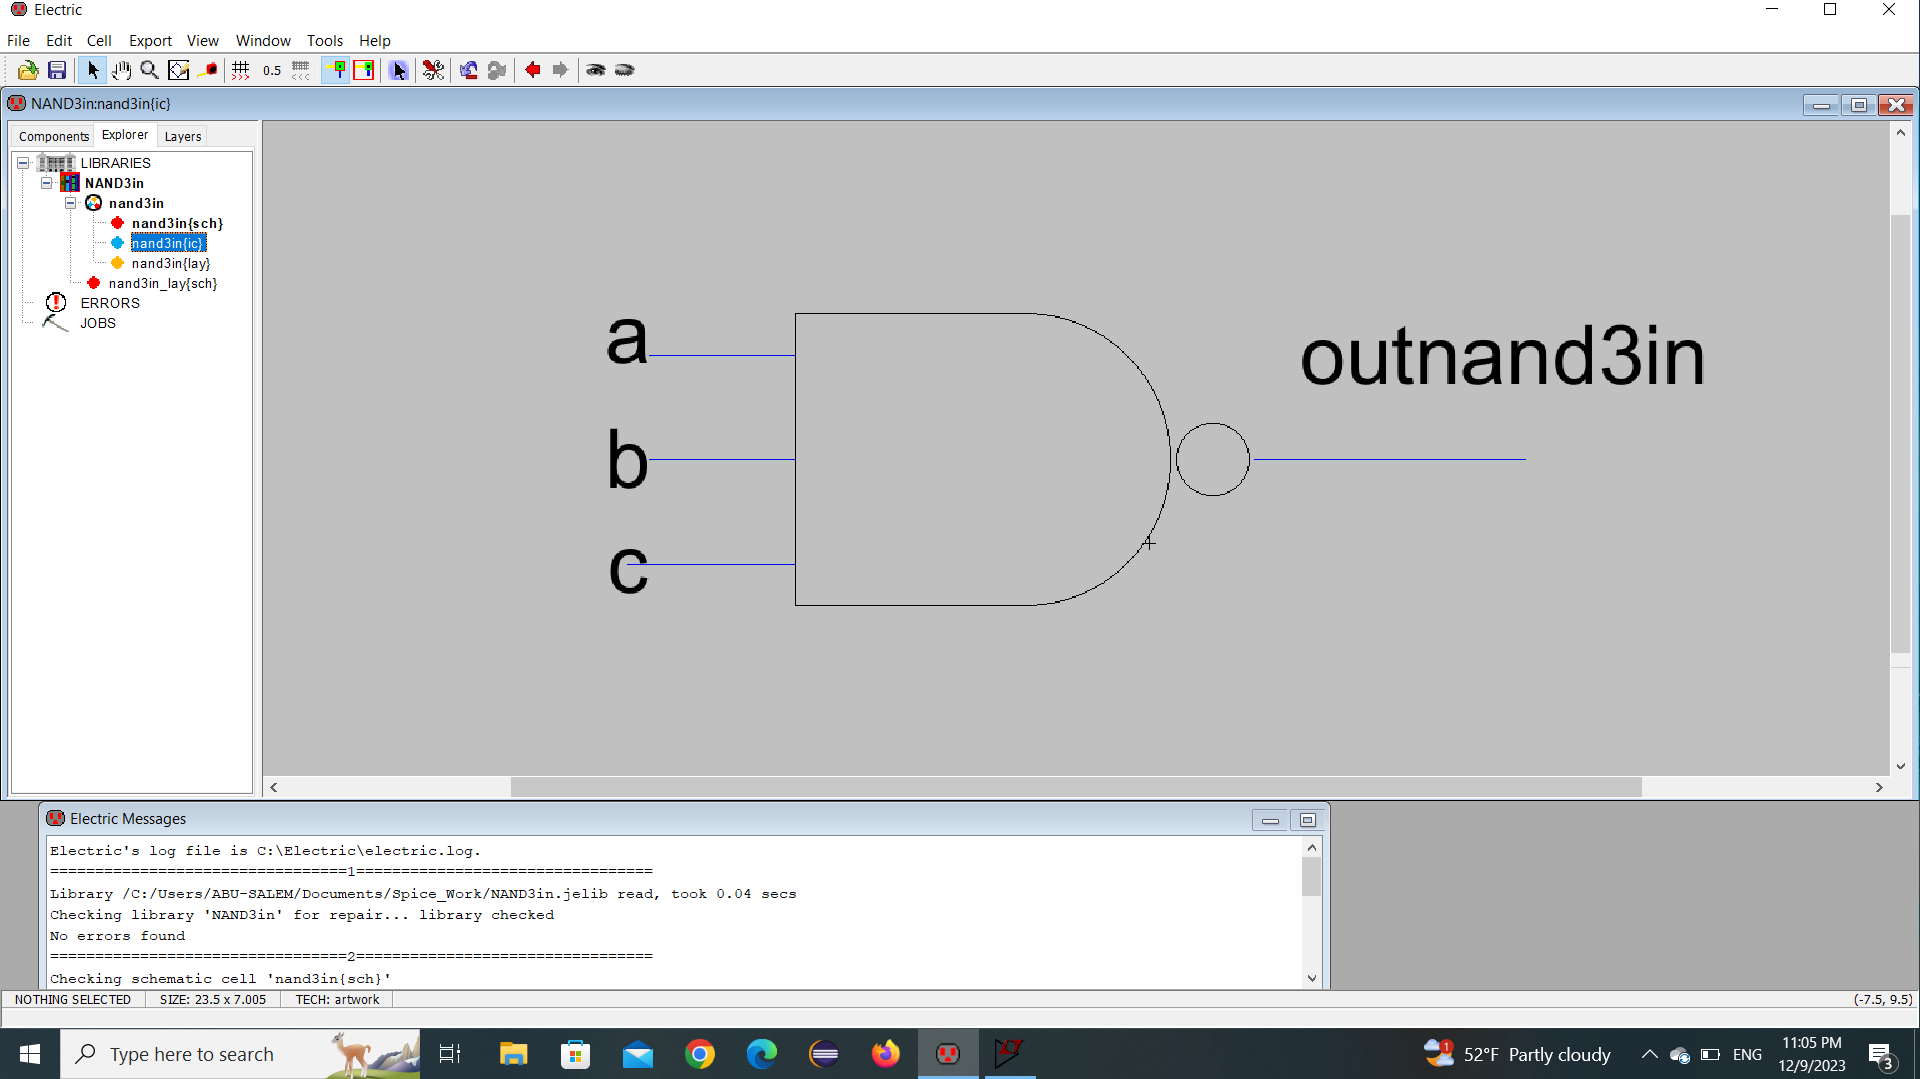 Electric
File Edit Cell Export View Window Tools Help
0.5
NAND3in:nand3in{ic}
Components Explorer Layers
LIBRARIES
NAND3in
nand3in
nand3in{sch}
nand3in{ic}
nand3in{lay}
nand3in_lay{sch}
ERRORS
JOBS
a
outnand3in
b
c
Electric Messages
Electric's log file is C:\Electric\electric.log.
=================================1=================================
Library /C:/Users/ABU-SALEM/Documents/Spice_Work/NAND3in.jelib read, took 0.04 secs
Checking library 'NAND3in' for repair... library checked
No errors found
=================================2=================================
Checking schematic cell 'nand3in{sch}'
NOTHING SELECTED SIZE: 23.5 x 7.005 TECH: artwork (-7.5, 9.5)
Type here to search
1 52°F Partly cloudy ENG
11:05 PM
12/9/2023
3